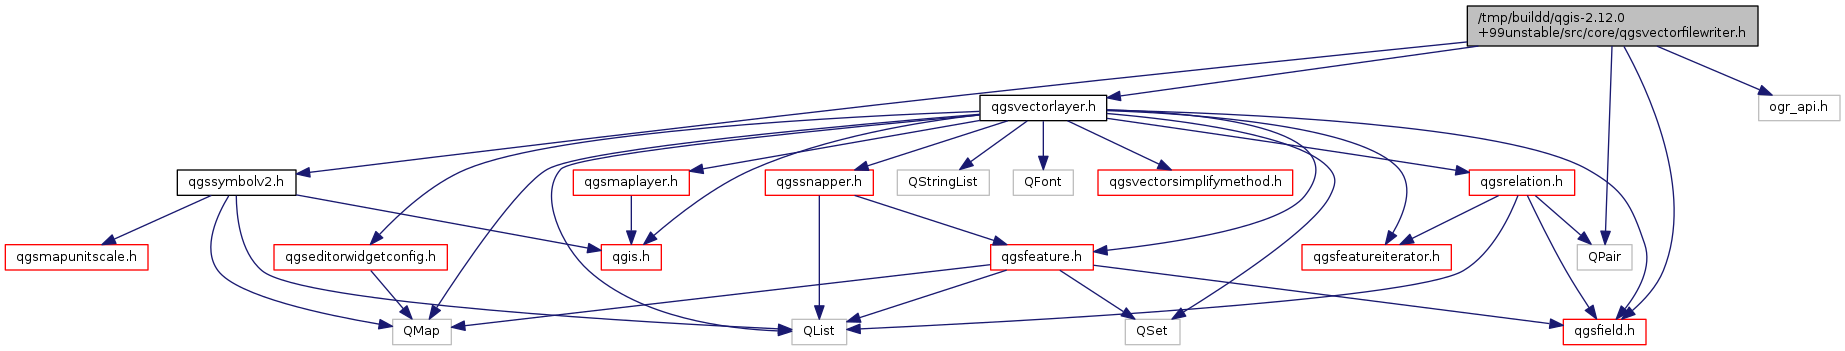 /tmp/buildd/qgis-2.12.0
+99unstable/src/core/qgsvectorfilewriter.h
qgsvectorlayer.h
ogr_api.h
qgssymbolv2.h
qgsmaplayer.h
qgssnapper.h
QStringList
QFont
qgsvectorsimplifymethod.h
qgsrelation.h
qgsmapunitscale.h
qgseditorwidgetconfig.h
qgis.h
qgsfeature.h
qgsfeatureiterator.h
QPair
QMap
QList
QSet
qgsfield.h